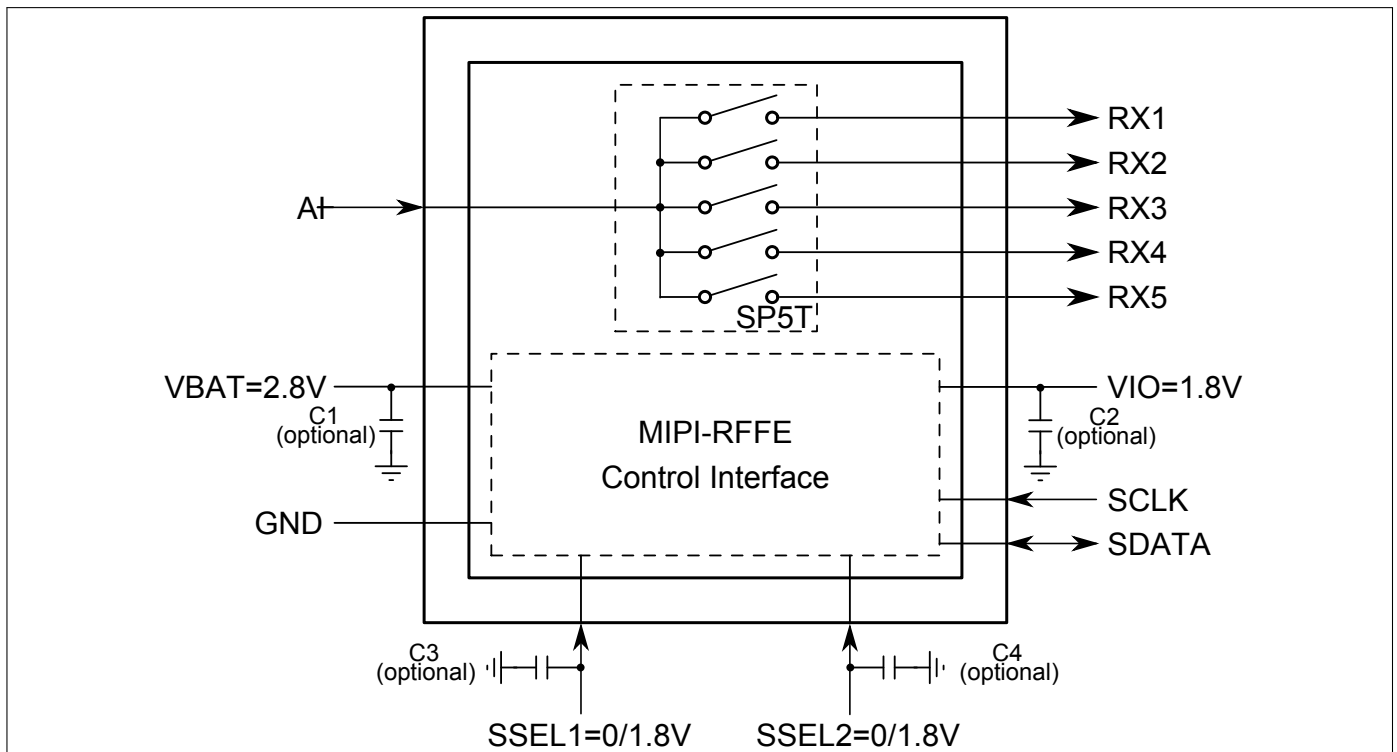 RX1
RX2
AI
RX3
RX4
RX5
SP5T
VBAT=2.8V
VIO=1.8V
C1
(optional)
C2
(optional)
MIPI-RFFE
Control Interface
SCLK
GND
SDATA
C3
(optional)
C4
(optional)
SSEL1=0/1.8V
SSEL2=0/1.8V